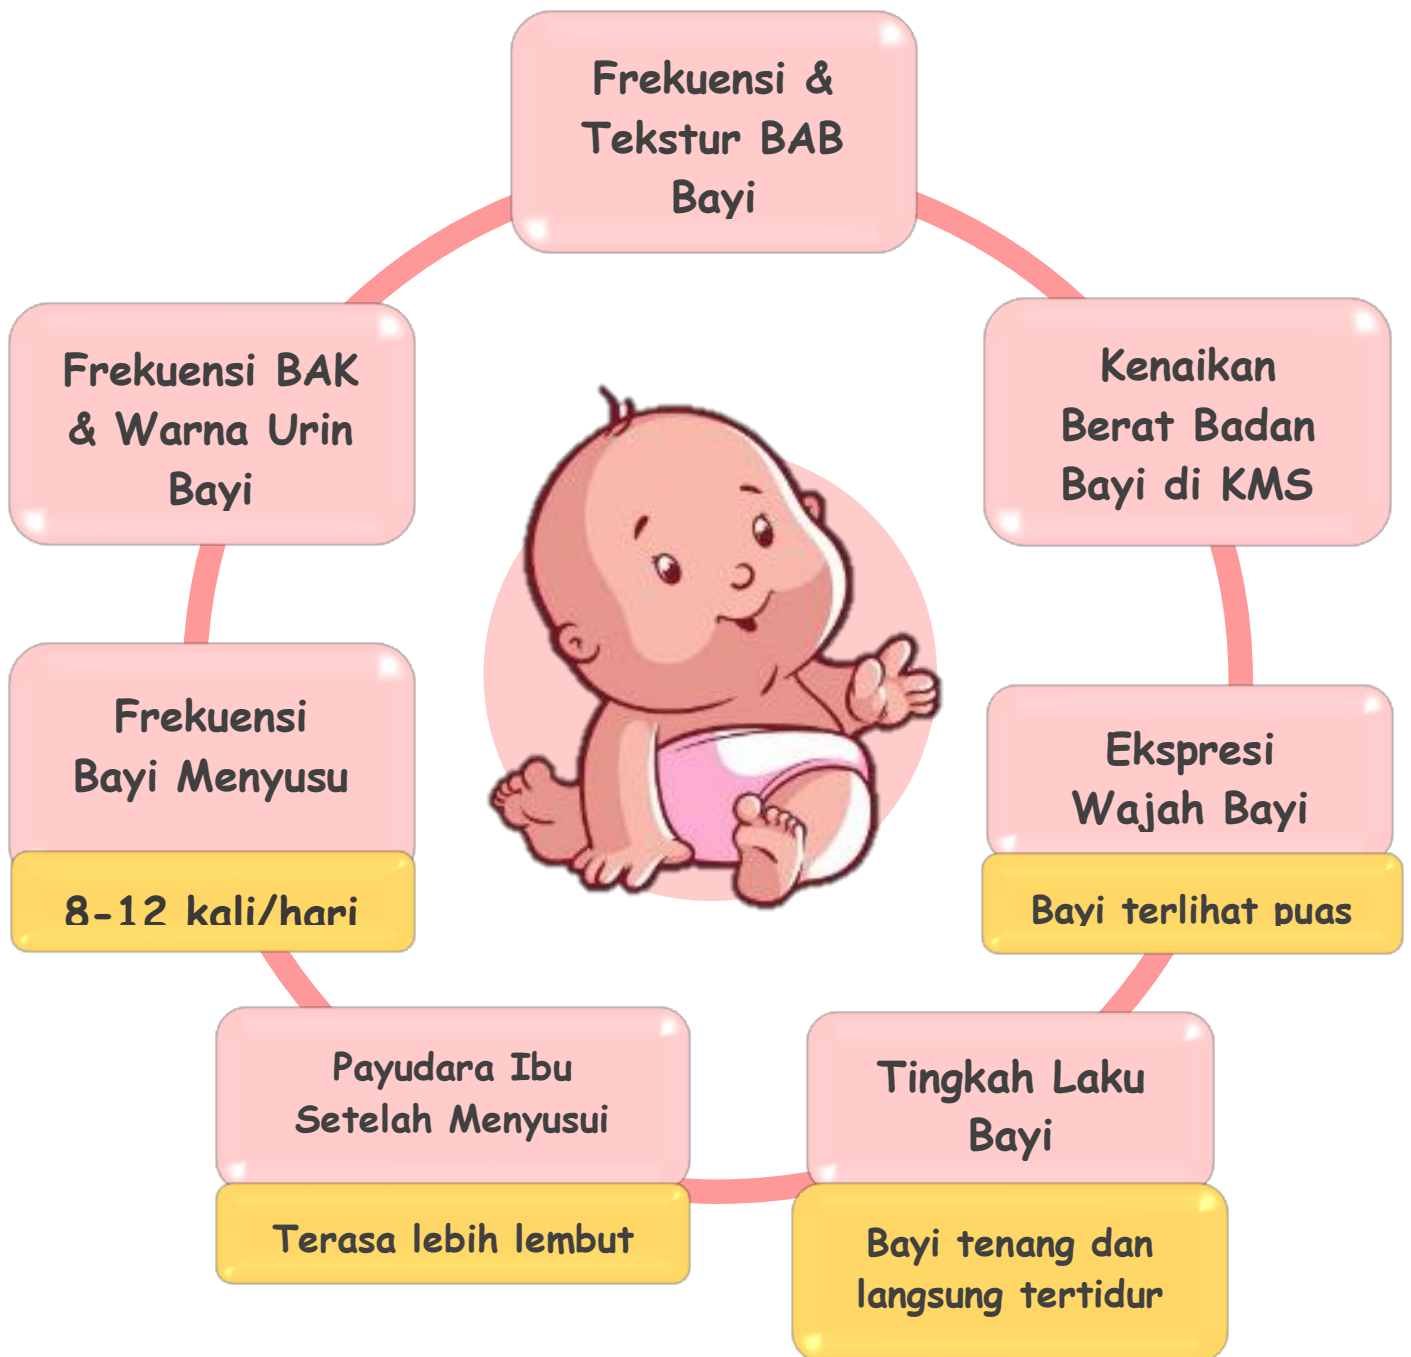 Frekuensi &
Tekstur BAB
Bayi
Kenaikan
Berat Badan
Bayi di KMS
Ekspresi
Wajah Bayi
Bayi terlihat puas
Tingkah Laku
Bayi
Bayi tenang dan
langsung tertidur
Payudara Ibu
Setelah Menyusui
Terasa lebih lembut
Frekuensi
Bayi Menyusu
8-12 kali/hari
Frekuensi BAK
& Warna Urin
Bayi